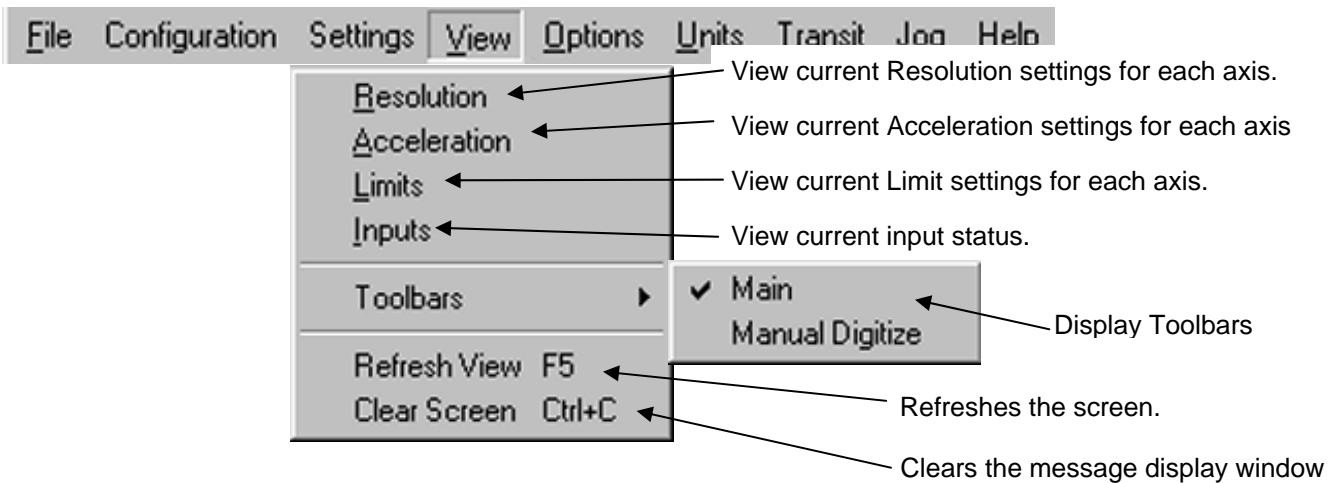 File Configuration Settings View Options Units Transit Jog Help
Resolution
View current Resolution settings for each axis.
Acceleration
View current Acceleration settings for each axis
Limits
View current Limit settings for each axis.
Inputs
View current input status.
Toolbars
Main
Manual Digitize
Display Toolbars
Refresh View F5
Refreshes the screen.
Clear Screen Ctrl+C
Clears the message display window